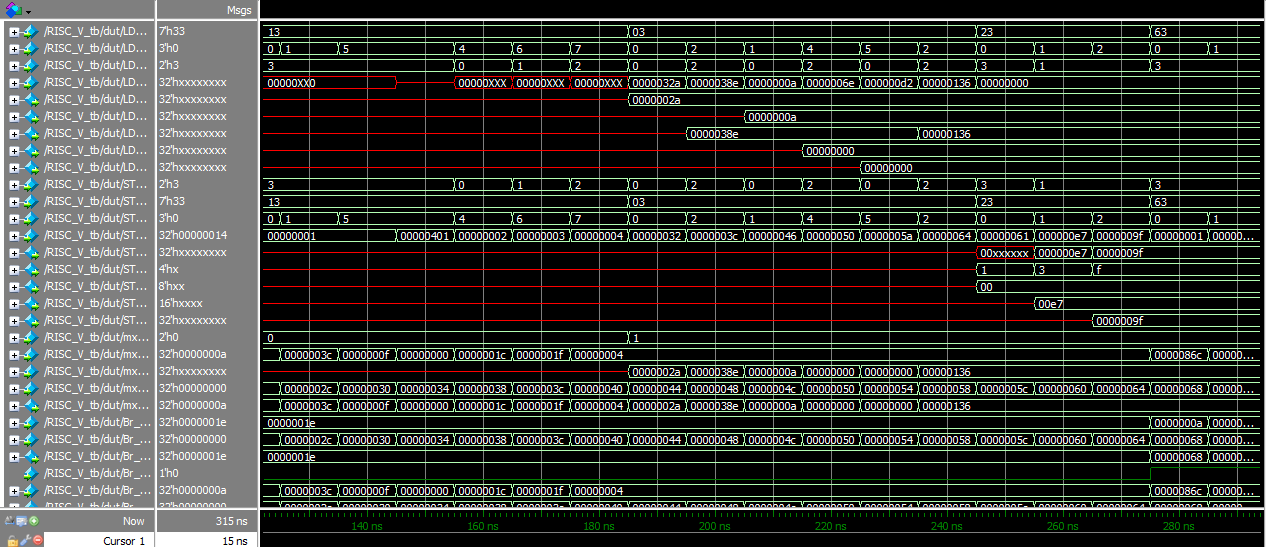 Msgs
/RISC_V_tb/dut/LD... 7'h33 13 03 23 63
/RISC_V_tb/dut/LD... 3'h0 0 1 5 4 6 7 0 2 1 4 5 2 0 1 2 0 1
/RISC_V_tb/dut/LD... 2'h3 3 0 1 2 0 2 0 2 0 2 3 1 3
/RISC_V_tb/dut/LD... 32'hxxxxxxxx 00000XX0 00000XXX 00000XXX 00000XXX 0000032a 0000038e 0000000a 0000006e 000000d2 00000136 00000000
/RISC_V_tb/dut/LD... 32'hxxxxxxxx 0000002a
/RISC_V_tb/dut/LD... 32'hxxxxxxxx 0000000a
/RISC_V_tb/dut/LD... 32'hxxxxxxxx 0000038e 00000136
/RISC_V_tb/dut/LD... 32'hxxxxxxxx 00000000
/RISC_V_tb/dut/LD... 32'hxxxxxxxx 00000000
/RISC_V_tb/dut/ST... 2'h3 3 0 1 2 0 2 0 2 0 2 3 1 3
/RISC_V_tb/dut/ST... 7'h33 13 03 23 63
/RISC_V_tb/dut/ST... 3'h0 0 1 5 4 6 7 0 2 1 4 5 2 0 1 2 0 1
/RISC_V_tb/dut/ST... 32'h00000014 00000001 00000401 00000002 00000003 00000004 00000032 0000003c 00000046 00000050 0000005a 00000064 00000061 000000e7 0000009f 00000001 00000...
/RISC_V_tb/dut/ST... 32'hxxxxxxxx 00xxxxxx 000000e7 0000009f
/RISC_V_tb/dut/ST... 4'hx 1 3 f
/RISC_V_tb/dut/ST... 8'hxx 00
/RISC_V_tb/dut/ST... 16'hxxxx 00e7
/RISC_V_tb/dut/ST... 32'hxxxxxxxx 0000009f
/RISC_V_tb/dut/mx... 2'h0 0 1
/RISC_V_tb/dut/mx... 32'h0000000a 0000003c 0000000f 00000000 0000001c 0000001f 00000004 0000086c 00000...
/RISC_V_tb/dut/mx... 32'hxxxxxxxx 0000002a 0000038e 0000000a 00000000 00000000 00000136
/RISC_V_tb/dut/mx... 32'h00000000 0000002c 00000030 00000034 00000038 0000003c 00000040 00000044 00000048 0000004c 00000050 00000054 00000058 0000005c 00000060 00000064 00000068 00000...
/RISC_V_tb/dut/mx... 32'h0000000a 0000003c 0000000f 00000000 0000001c 0000001f 00000004 0000002a 0000038e 0000000a 00000000 00000000 00000136
/RISC_V_tb/dut/Br_... 32'h0000001e 0000001e 0000000a 00000...
/RISC_V_tb/dut/Br_... 32'h00000000 0000002c 00000030 00000034 00000038 0000003c 00000040 00000044 00000048 0000004c 00000050 00000054 00000058 0000005c 00000060 00000064 00000068 00000...
/RISC_V_tb/dut/Br_... 32'h0000001e 0000001e 00000068 00000...
/RISC_V_tb/dut/Br_... 1'h0
/RISC_V_tb/dut/Br_... 32'h0000000a 0000003c 0000000f 00000000 0000001c 0000001f 00000004 0000086c 00000...
Now 315 ns 140 ns 160 ns 180 ns 200 ns 220 ns 240 ns 260 ns 280 ns
Cursor 1 15 ns